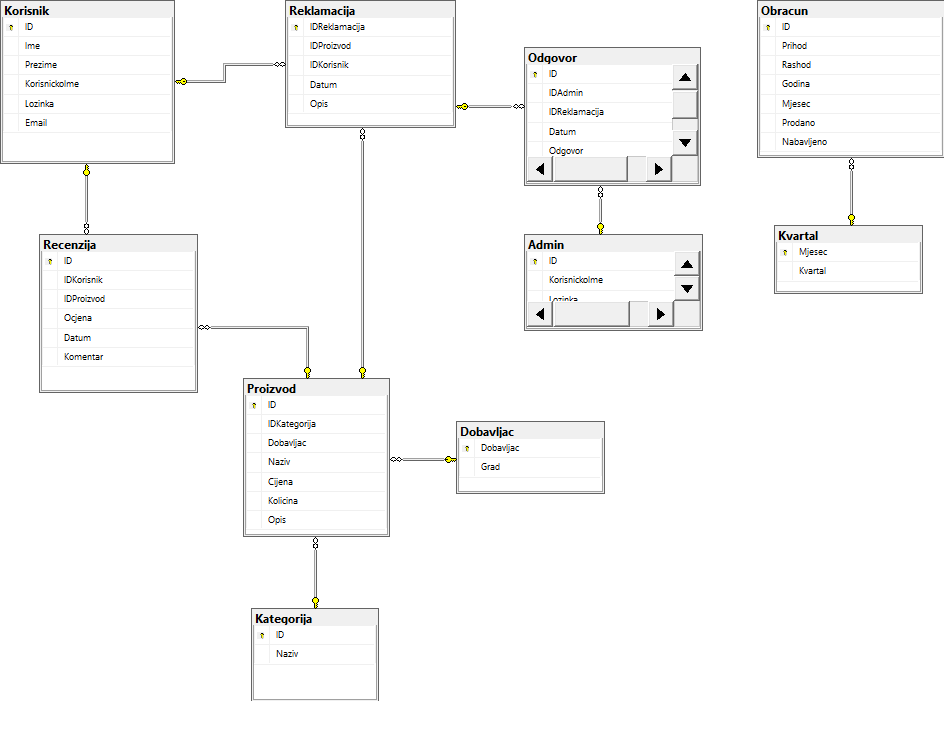 Korisnik
ID
Ime
Prezime
KorisnickoIme
Lozinka
Email
Reklamacija
IDReklamacija
IDProizvod
IDKorisnik
Datum
Opis
Odgovor
ID
IDAdmin
IDReklamacija
Datum
Odgovor
Obracun
ID
Prihod
Rashod
Godina
Mjesec
Prodano
Nabavljeno
Recenzija
ID
IDKorisnik
IDProizvod
Ocjena
Datum
Komentar
Admin
ID
KorisnickoIme
Lozinka
Kvartal
Mjesec
Kvartal
Proizvod
ID
IDKategorija
Dobavljac
Naziv
Cijena
Kolicina
Opis
Dobavljac
Dobavljac
Grad
Kategorija
ID
Naziv